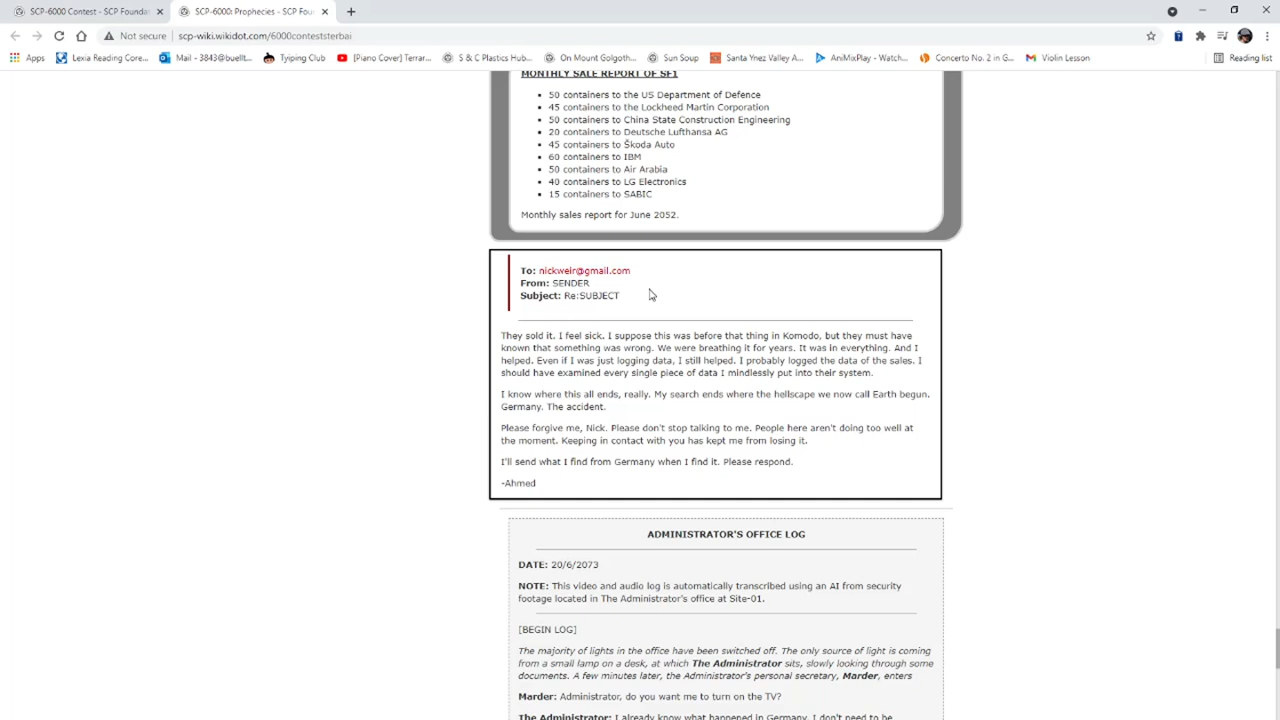 SCP-6000 Contest - SCP Foundat
SCP-6000: Prophecies - SCP Foun
Not secure
scp-wiki.wikidot.com/6000conteststerbai
Apps
Lexia Reading Core...
Mail - 3843@buellt...
Typing Club
[Piano Cover] Terrar...
S & C Plastics Hub...
On Mount Golgoth...
Sun Soup
Santa Ynez Valley A...
AniMixPlay - Watch...
Concerto No. 2 in G...
Violin Lesson
Reading list
MONTHLY SALE REPORT OF SF1
• 50 containers to the US Department of Defence
• 45 containers to the Lockheed Martin Corporation
• 50 containers to China State Construction Engineering
• 20 containers to Deutsche Lufthansa AG
• 45 containers to Škoda Auto
• 60 containers to IBM
• 50 containers to Air Arabia
• 40 containers to LG Electronics
• 15 containers to SABIC
Monthly sales report for June 2052.
To: nickweir@gmail.com
From: SENDER
Subject: Re:SUBJECT
They sold it. I feel sick. I suppose this was before that thing in Komodo, but they must have
known that something was wrong. We were breathing it for years. It was in everything. And I
helped. Even if I was just logging data, I still helped. I probably logged the data of the sales. I
should have examined every single piece of data I mindlessly put into their system.
I know where this all ends, really. My search ends where the hellscape we now call Earth begun.
Germany. The accident.
Please forgive me, Nick. Please don't stop talking to me. People here aren't doing too well at
the moment. Keeping in contact with you has kept me from losing it.
I'll send what I find from Germany when I find it. Please respond.
-Ahmed
ADMINISTRATOR'S OFFICE LOG
DATE: 20/6/2073
NOTE: This video and audio log is automatically transcribed using an AI from security
footage located in The Administrator's office at Site-01.
[BEGIN LOG]
The majority of lights in the office have been switched off. The only source of light is coming
from a small lamp on a desk, at which The Administrator sits, slowly looking through some
documents. A few minutes later, the Administrator's personal secretary, Marder, enters
Marder: Administrator, do you want me to turn on the TV?
The Administrator: I already know what happened in Germany. I don't need to be